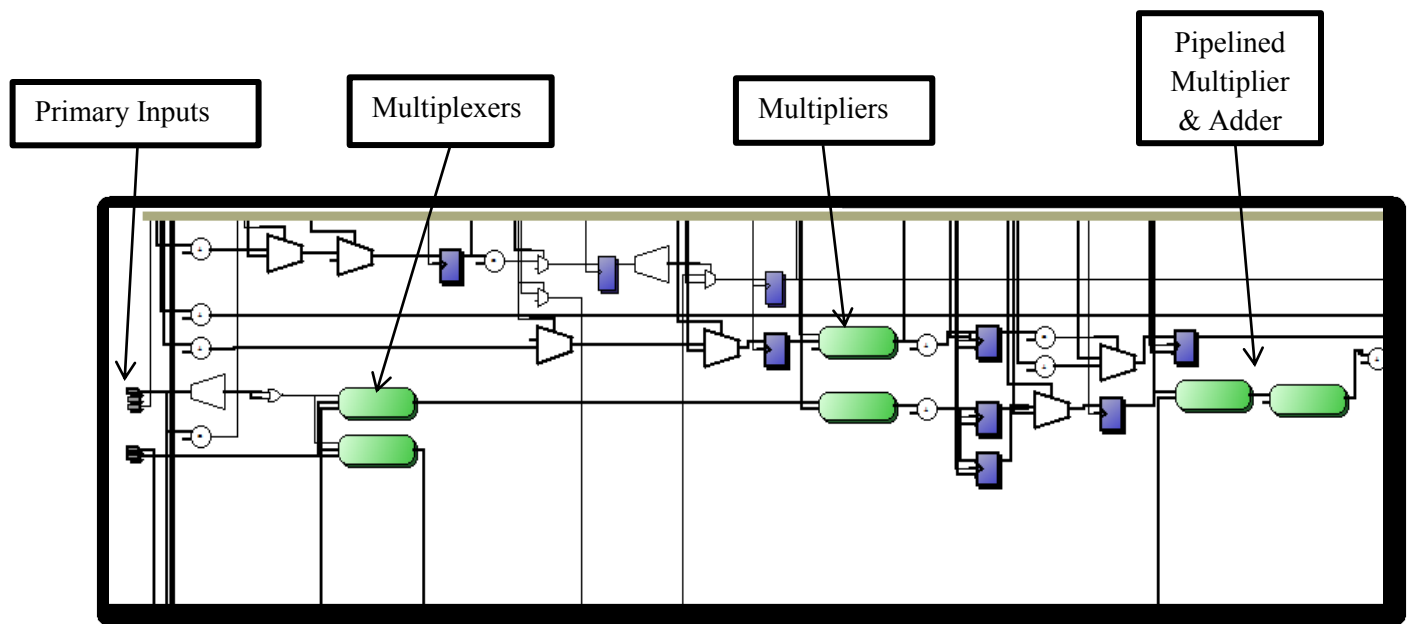 Primary Inputs
Multiplexers
Multipliers
Pipelined
Multiplier
& Adder